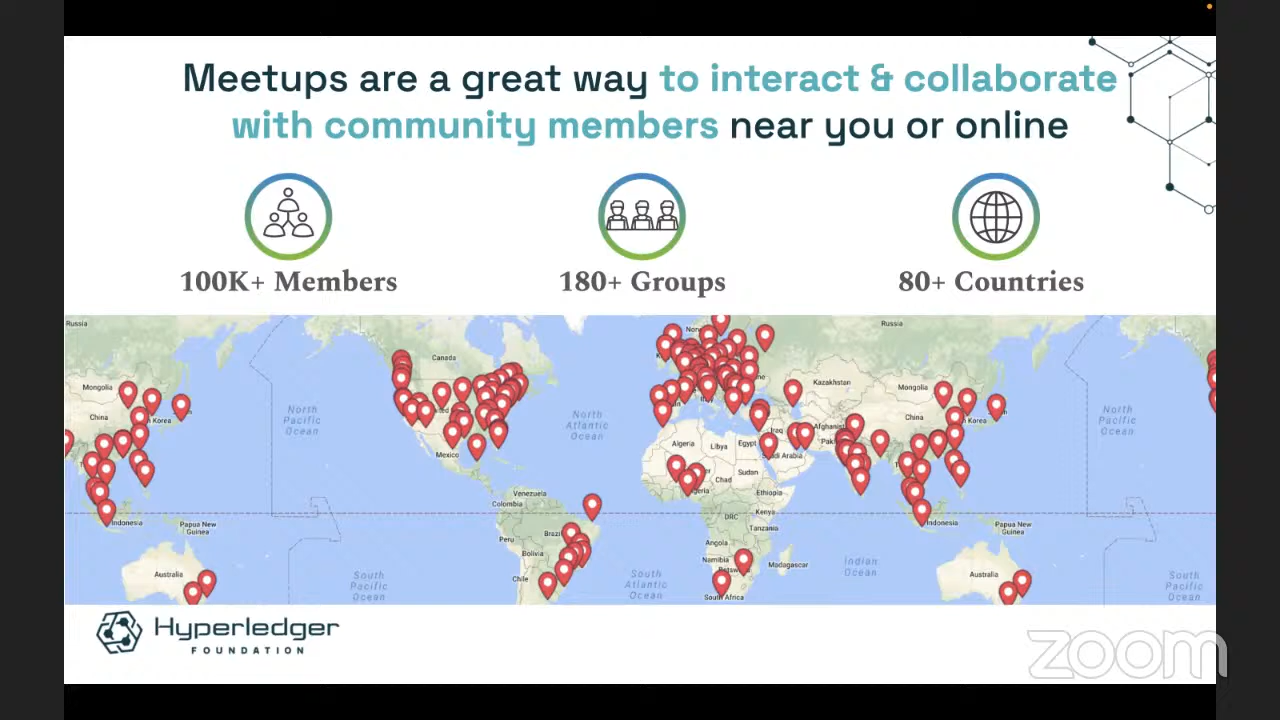 Meetups are a great way to interact & collaborate
with community members near you or online
100K+ Members
180+ Groups
80+ Countries
Russia
Canada
Russia
Mongolia
Kazakhstan
Mongolia
China
China
North
Pacific
Ocean
North
Atlantic
Ocean
North
Pacific
Ocean
Korea
Korea
Mexico
Algeria
Libya
Egypt
Iraq
Saudi Arabia
Sudan
Chad
Venezuela
Colombia
Ethiopia
Indonesia
Papua New
Guinea
DRC
Kenya
Tanzania
Indonesia
Papua New
Guinea
Peru
Bolivia
Angola
Namibia
Madagascar
Indian
Ocean
Australia
South
Pacific
Ocean
Chile
South
Atlantic
Ocean
South Africa
Australia
South
Pacific
Ocean
Hyperledger
FOUNDATION
zoom